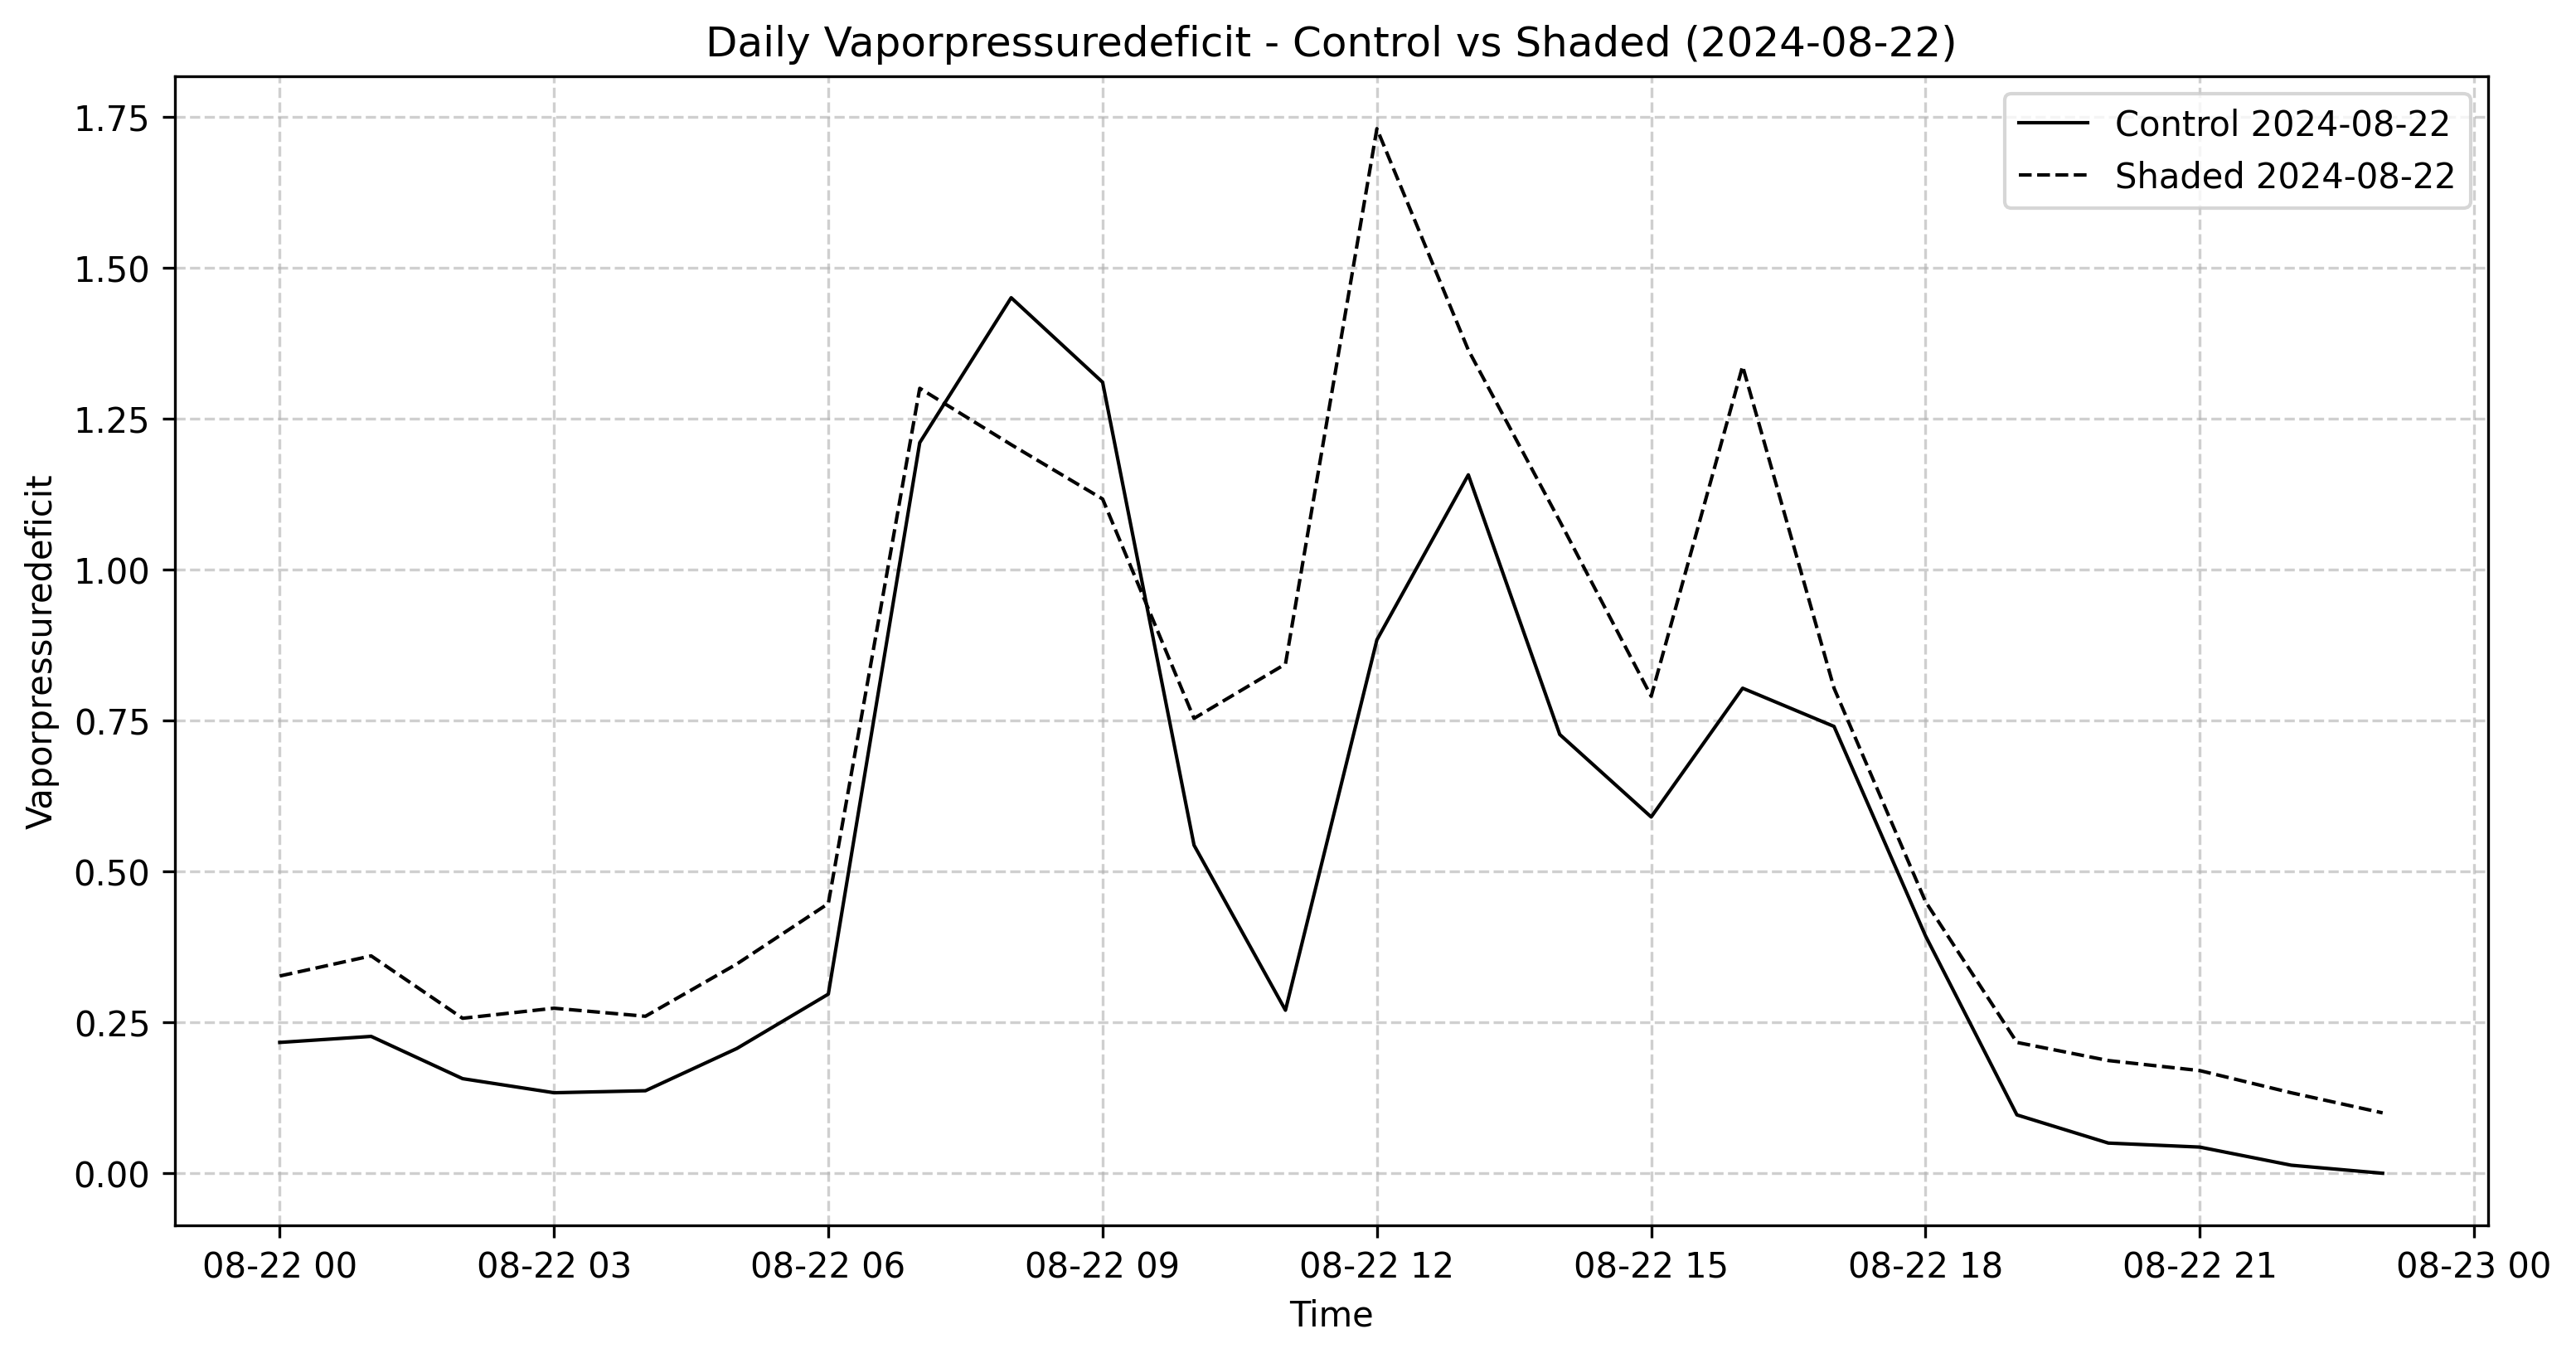 Daily Vaporpressuredeficit - Control vs Shaded (2024-08-22)
Control 2024-08-22
Shaded 2024-08-22
Vaporpressuredeficit
1.75
1.50
1.25
1.00
0.75
0.50
0.25
0.00
08-22 00 08-22 03 08-22 06 08-22 09 08-22 12 08-22 15 08-22 18 08-22 21 08-23 00
Time